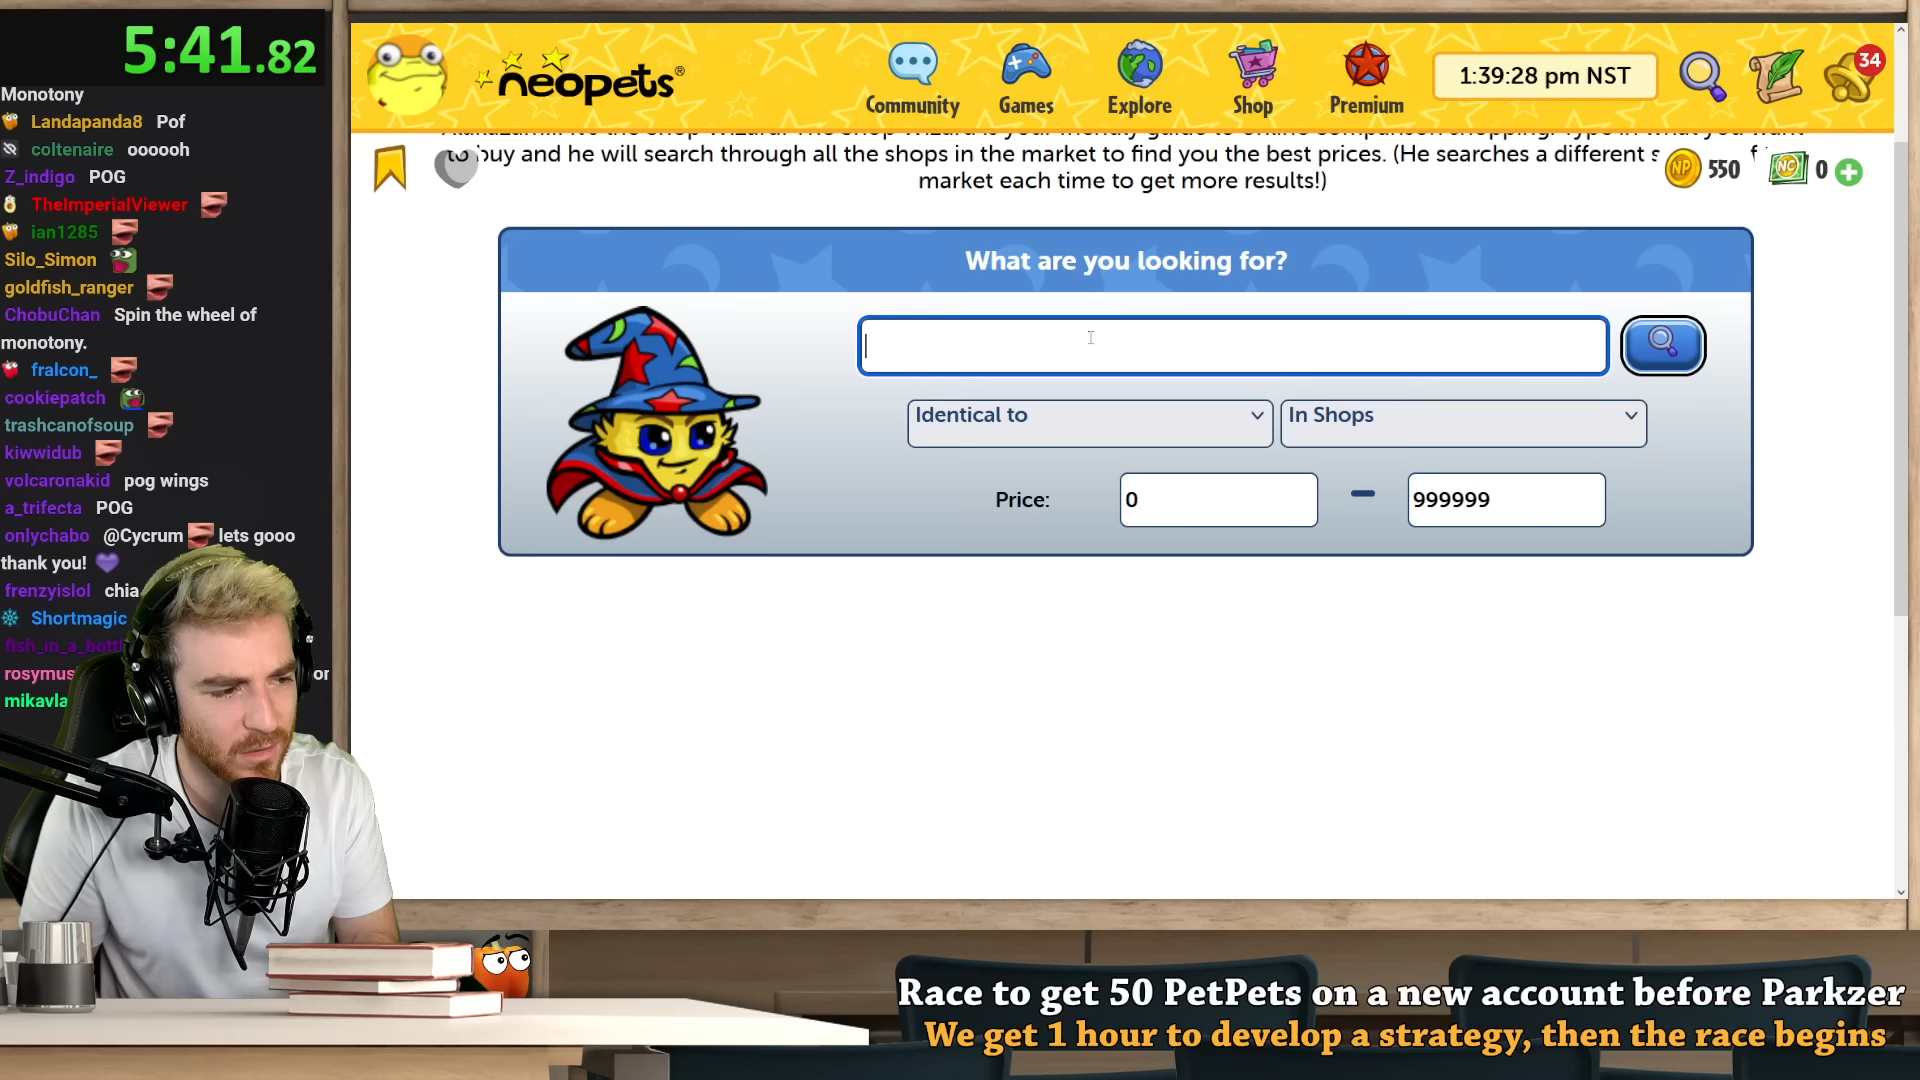 5:41.82
Monotony
Landapanda8 Pof
coltenaire oooooh
Z_indigo POG
TheImperialViewer
ian1285
Silo_Simon
goldfish_ranger
ChobuChan Spin the wheel of
monotony.
fralcon_
cookiepatch
trashcanofsoup
kiwwidub
volcaronakid pog wings
a_trifecta POG
onlychabo @Cycrum lets gooo
thank you!
frenzyislol chia
Shortmagic
fish_in_a_bottl
rosymus or
mikavla
neopets®
Community
Games
Explore
Shop
Premium
1:39:28 pm NST
34
to buy and he will search through all the shops in the market to find you the best prices. (He searches a different s
market each time to get more results!)
NP 550
NC 0
What are you looking for?
Identical to
In Shops
Price: 0 – 999999
Race to get 50 PetPets on a new account before Parkzer
We get 1 hour to develop a strategy, then the race begins